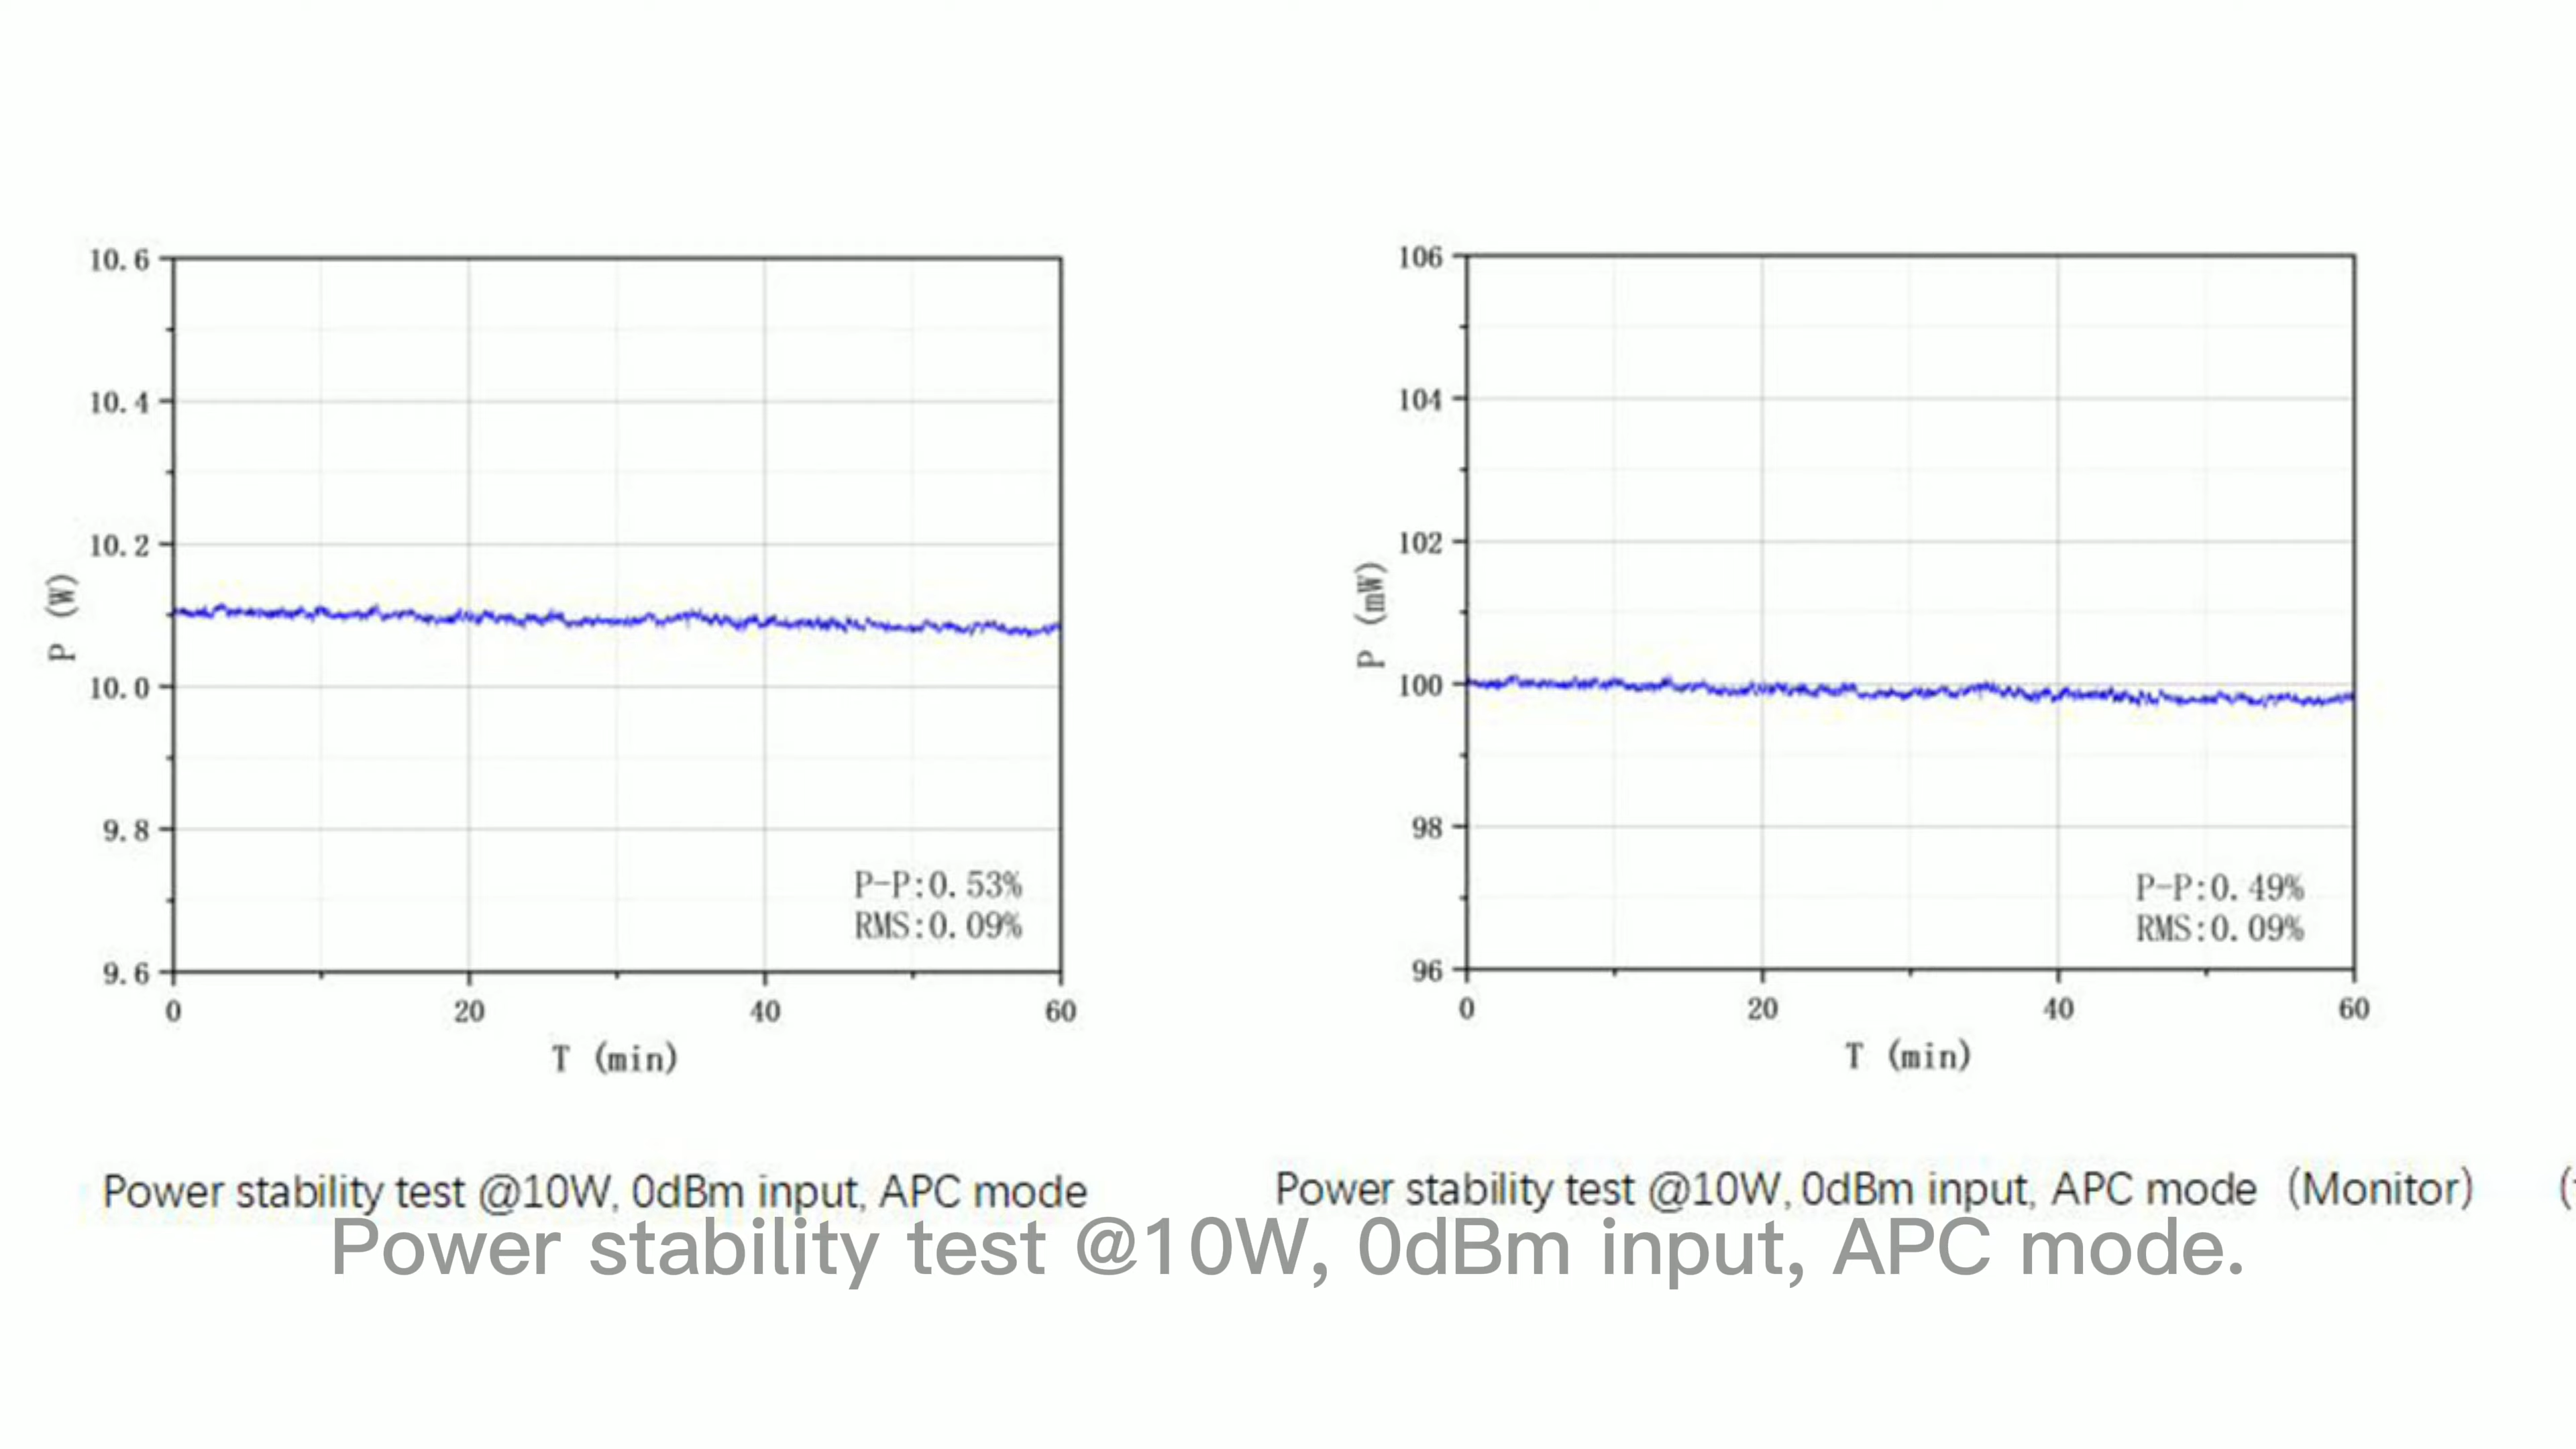 10.6
10.4
10.2
10.0
9.8
9.6
P (W)
P-P:0.53%
RMS:0.09%
0 20 40 60
T (min)
Power stability test @10W, 0dBm input, APC mode
106
104
102
100
98
96
P (mW)
P-P:0.49%
RMS:0.09%
0 20 40 60
T (min)
Power stability test @10W, 0dBm input, APC mode (Monitor)
Power stability test @10W, 0dBm input, APC mode.